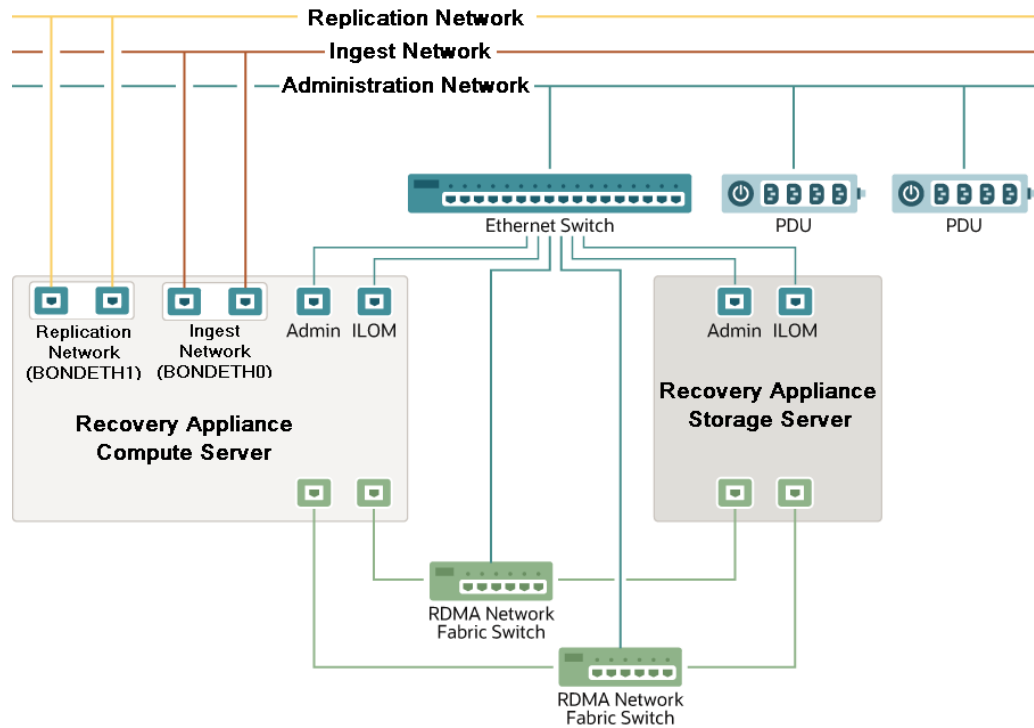 Replication Network
Ingest Network
Administration Network
Ethernet Switch
PDU
PDU
Replication
Network
(BONDETH1)
Ingest
Network
(BONDETH0)
Admin
ILOM
Admin
ILOM
Recovery Appliance
Compute Server
Recovery Appliance
Storage Server
RDMA Network
Fabric Switch
RDMA Network
Fabric Switch